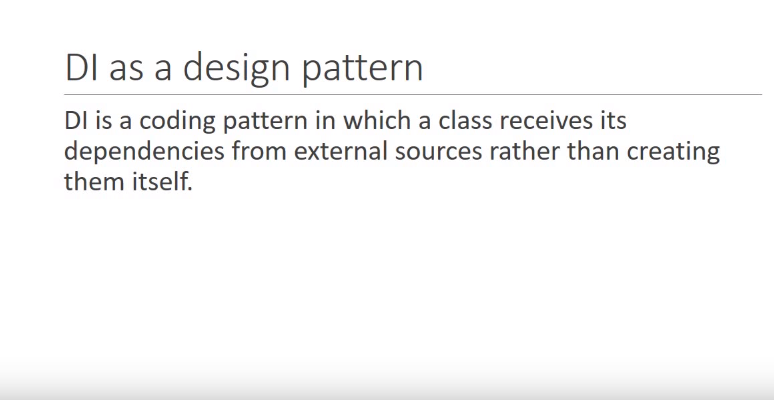 DI as a design pattern
DI is a coding pattern in which a class receives its
dependencies from external sources rather than creating
them itself.